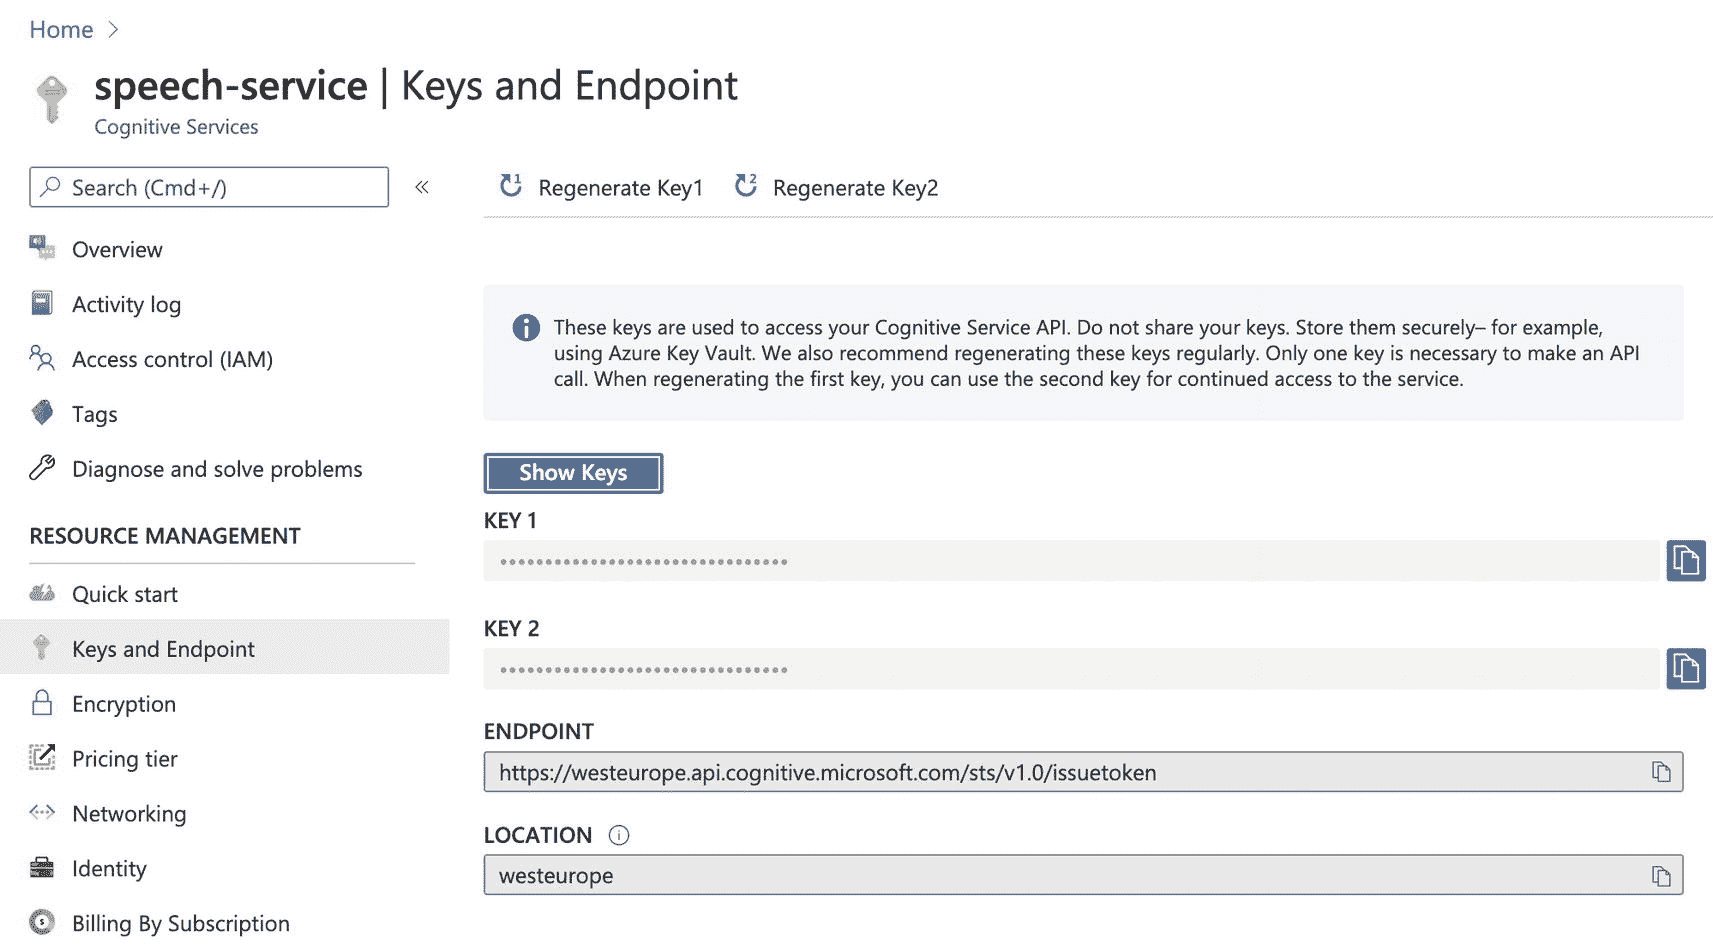 Home
speech-service | Keys and Endpoint
Cognitive Services
Search (Cmd+/)
«
Regenerate Key1
Regenerate Key2
Overview
Activity log
Access control (IAM)
Tags
Diagnose and solve problems
RESOURCE MANAGEMENT
Quick start
Keys and Endpoint
Encryption
Pricing tier
Networking
Identity
Billing By Subscription
These keys are used to access your Cognitive Service API. Do not share your keys. Store them securely– for example,
using Azure Key Vault. We also recommend regenerating these keys regularly. Only one key is necessary to make an API
call. When regenerating the first key, you can use the second key for continued access to the service.
Show Keys
KEY 1
••••••••••••••••••••••••••••••••
KEY 2
••••••••••••••••••••••••••••••••
ENDPOINT
https://westeurope.api.cognitive.microsoft.com/sts/v1.0/issuetoken
LOCATION
westeurope